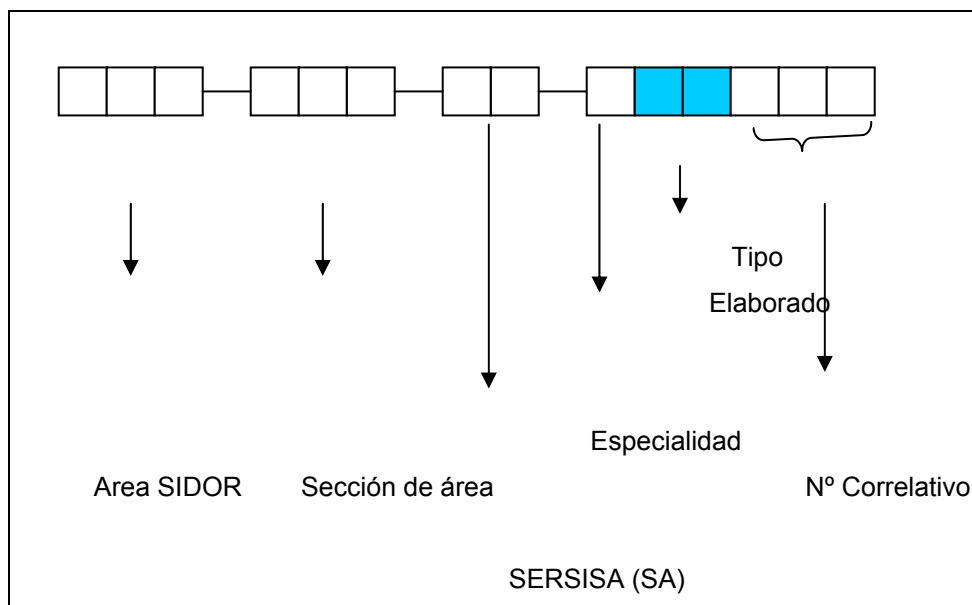 Tipo
Elaborado
Especialidad
Area SIDOR
Sección de área
Nº Correlativo
SERSISA (SA)